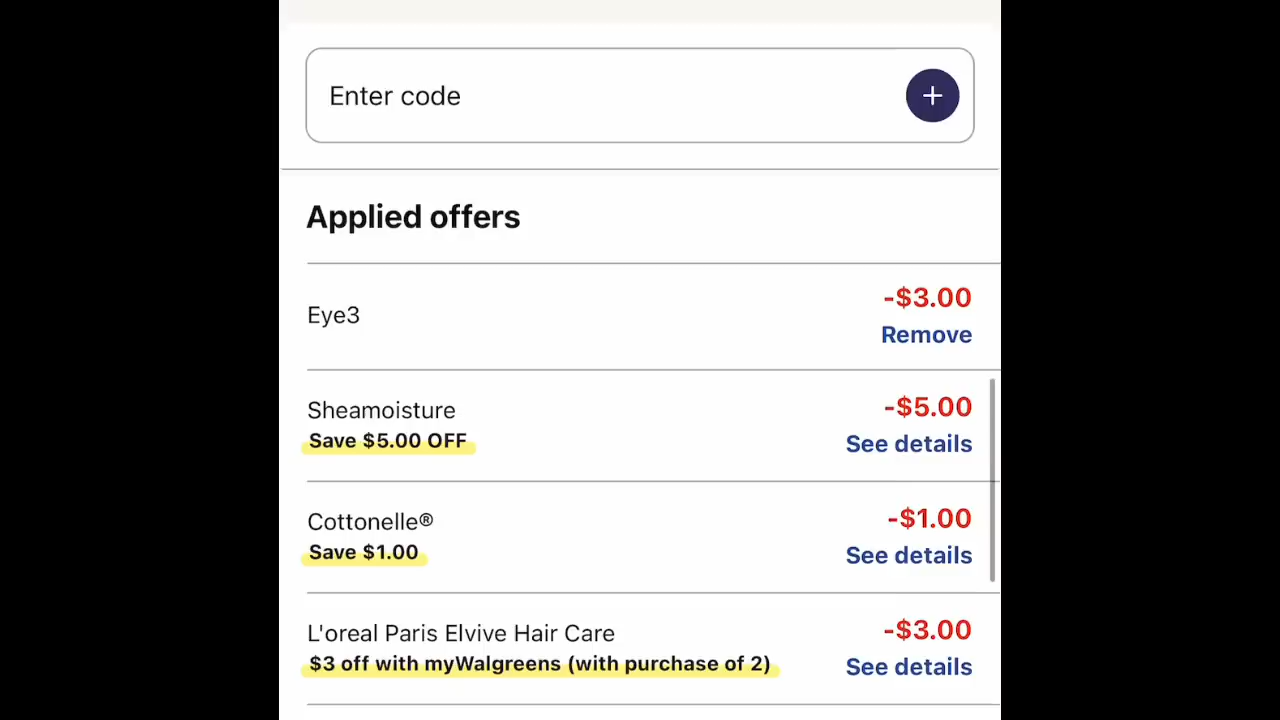 Enter code
+
Applied offers
Eye3
-$3.00
Remove
Sheamoisture
Save $5.00 OFF
-$5.00
See details
Cottonelle®
Save $1.00
-$1.00
See details
L'oreal Paris Elvive Hair Care
$3 off with myWalgreens (with purchase of 2)
-$3.00
See details